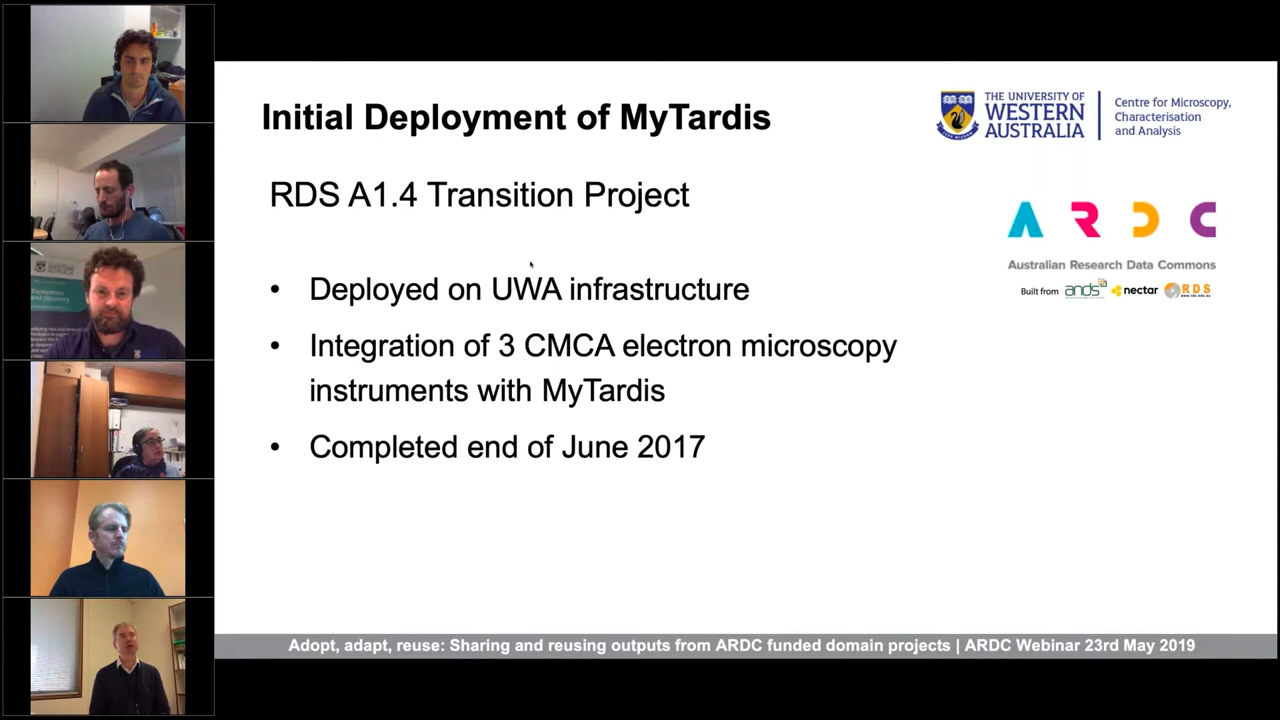 Initial Deployment of MyTardis
THE UNIVERSITY OF
WESTERN
AUSTRALIA
Centre for Microscopy,
Characterisation
and Analysis
RDS A1.4 Transition Project
ARDC
Australian Research Data Commons
Built from ands nectar RDS
• Deployed on UWA infrastructure
• Integration of 3 CMCA electron microscopy
instruments with MyTardis
• Completed end of June 2017
Adopt, adapt, reuse: Sharing and reusing outputs from ARDC funded domain projects | ARDC Webinar 23rd May 2019